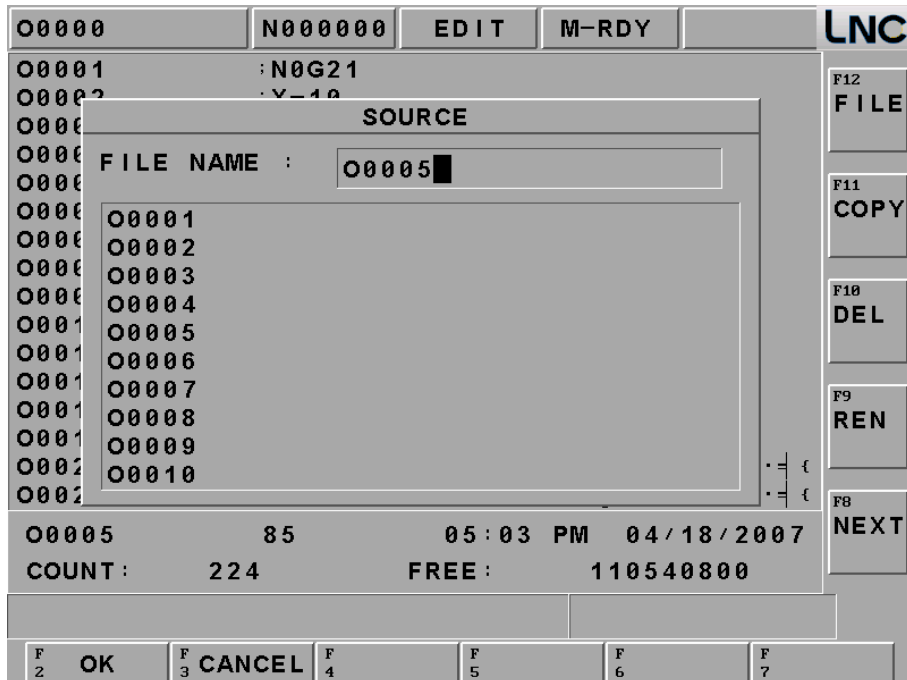 O0000 N000000 EDIT M-RDY LNC
O0001 ;N0G21
O0002 ;X-10
SOURCE
FILE NAME : O0005
O0001
O0002
O0003
O0004
O0005
O0006
O0007
O0008
O0009
O0010
O0005 85 05:03 PM 04/18/2007
COUNT: 224 FREE: 110540800
F12
FILE
F11
COPY
F10
DEL
F9
REN
F8
NEXT
F2 OK F3 CANCEL F4 F5 F6 F7